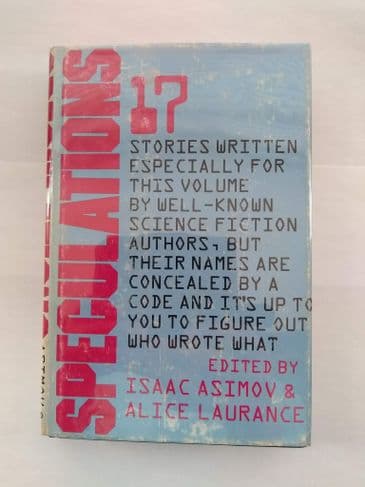 SPECULATIONS
17
STORIES WRITTEN
ESPECIALLY FOR
THIS VOLUME
BY WELL-KNOWN
SCIENCE FICTION
AUTHORS, BUT
THEIR NAMES ARE
CONCEALED BY A
CODE AND IT'S UP TO
YOU TO FIGURE OUT
WHO WROTE WHAT
EDITED BY
ISAAC ASIMOV &
ALICE LAURANCE